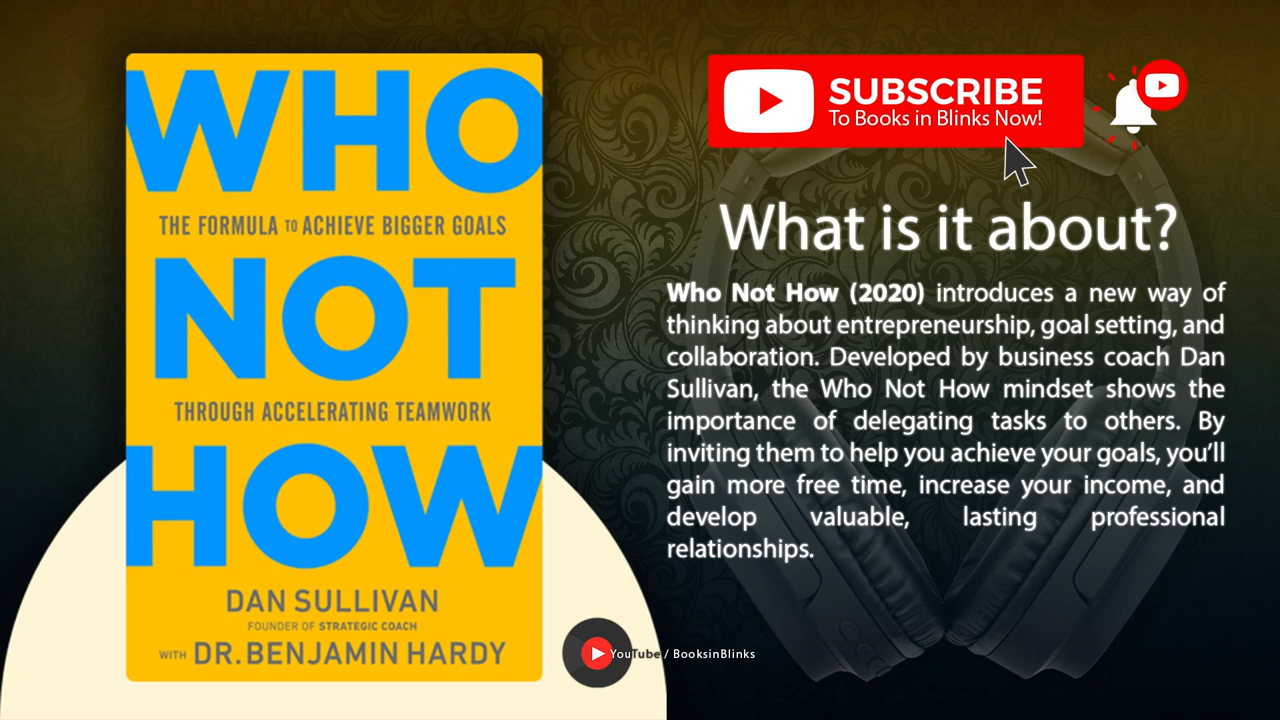 WHO
THE FORMULA TO ACHIEVE BIGGER GOALS
NOT
THROUGH ACCELERATING TEAMWORK
HOW
DAN SULLIVAN
FOUNDER OF STRATEGIC COACH
WITH DR. BENJAMIN HARDY
YouTube / BooksinBlinks
SUBSCRIBE
To Books in Blinks Now!
What is it about?
Who Not How (2020) introduces a new way of
thinking about entrepreneurship, goal setting, and
collaboration. Developed by business coach Dan
Sullivan, the Who Not How mindset shows the
importance of delegating tasks to others. By
inviting them to help you achieve your goals, you'll
gain more free time, increase your income, and
develop valuable, lasting professional
relationships.